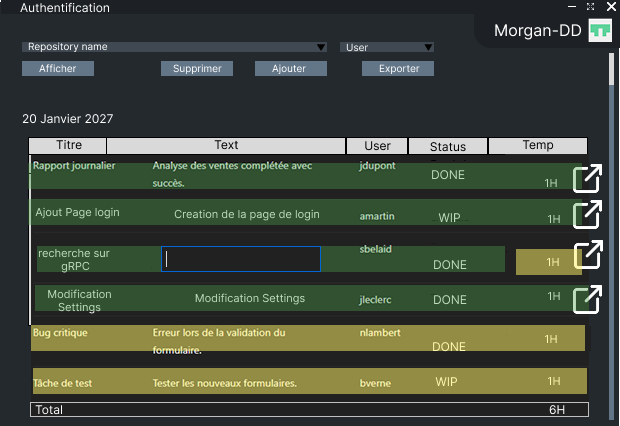 Authentification
Morgan-DD
Repository name
User
Afficher
Supprimer
Ajouter
Exporter
20 Janvier 2027
Titre Text User Status Temp
Rapport journalier Analyse des ventes complétée avec succès. jdupont DONE 1H
Ajout Page login Creation de la page de login amartin WIP 1H
recherche sur gRPC sbelaid DONE 1H
Modification Settings Modification Settings jleclerc DONE 1H
Bug critique Erreur lors de la validation du formulaire. nlambert DONE 1H
Tâche de test Tester les nouveaux formulaires. bverne WIP 1H
Total 6H